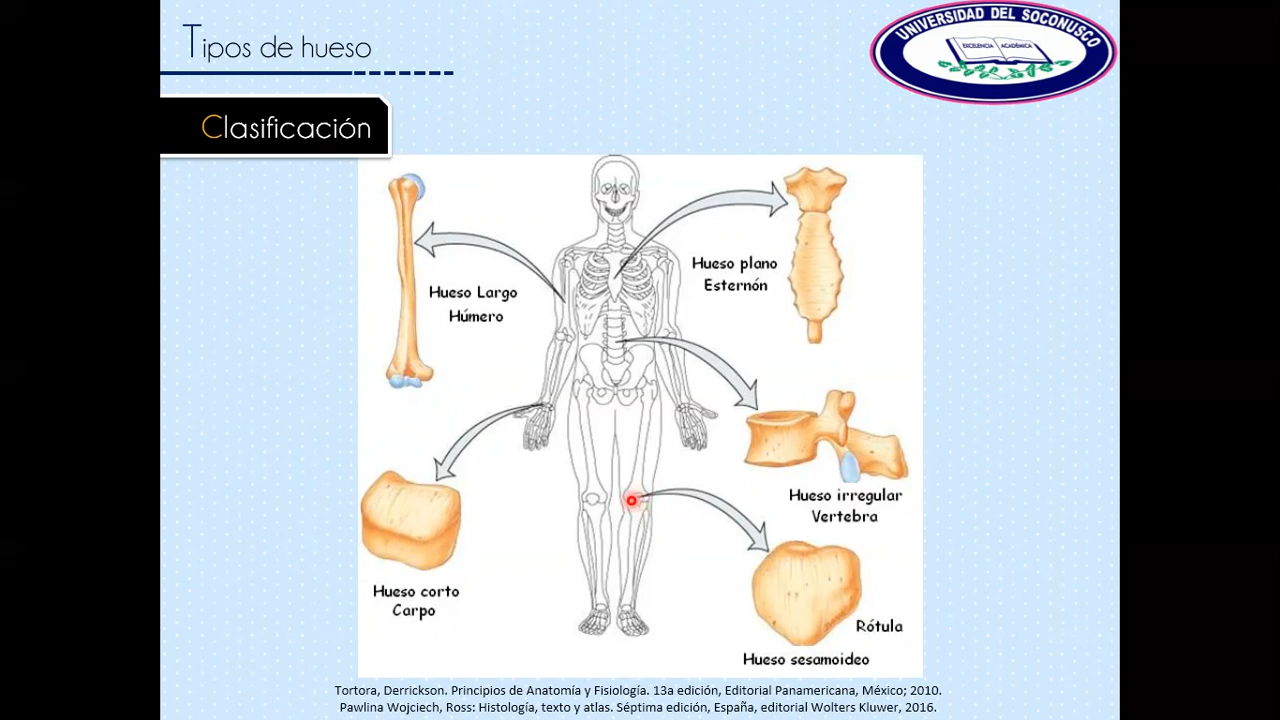 Tipos de hueso
UNIVERSIDAD DEL SOCONUSCO
EXCELENCIA ACADÉMICA
Clasificación
Hueso plano
Esternón
Hueso Largo
Húmero
Hueso irregular
Vertebra
Hueso corto
Carpo
Rótula
Hueso sesamoideo
Tortora, Derrickson. Principios de Anatomía y Fisiología. 13a edición, Editorial Panamericana, México; 2010.
Pawlina Wojciech, Ross: Histología, texto y atlas. Séptima edición, España, editorial Wolters Kluwer, 2016.